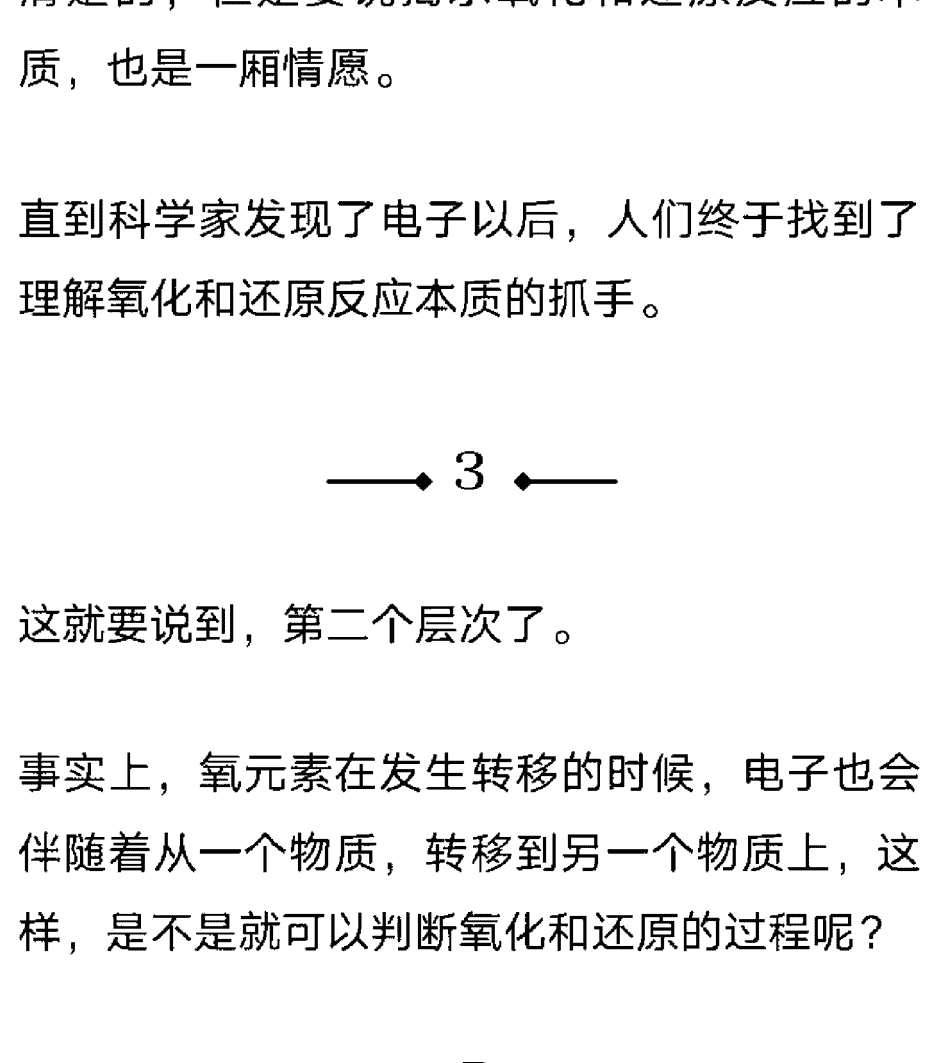 质，也是一厢情愿。
直到科学家发现了电子以后，人们终于找到了
理解氧化和还原反应本质的抓手。
3
这就要说到，第二个层次了。
事实上，氧元素在发生转移的时候，电子也会
伴随着从一个物质，转移到另一个物质上，这
样，是不是就可以判断氧化和还原的过程呢？